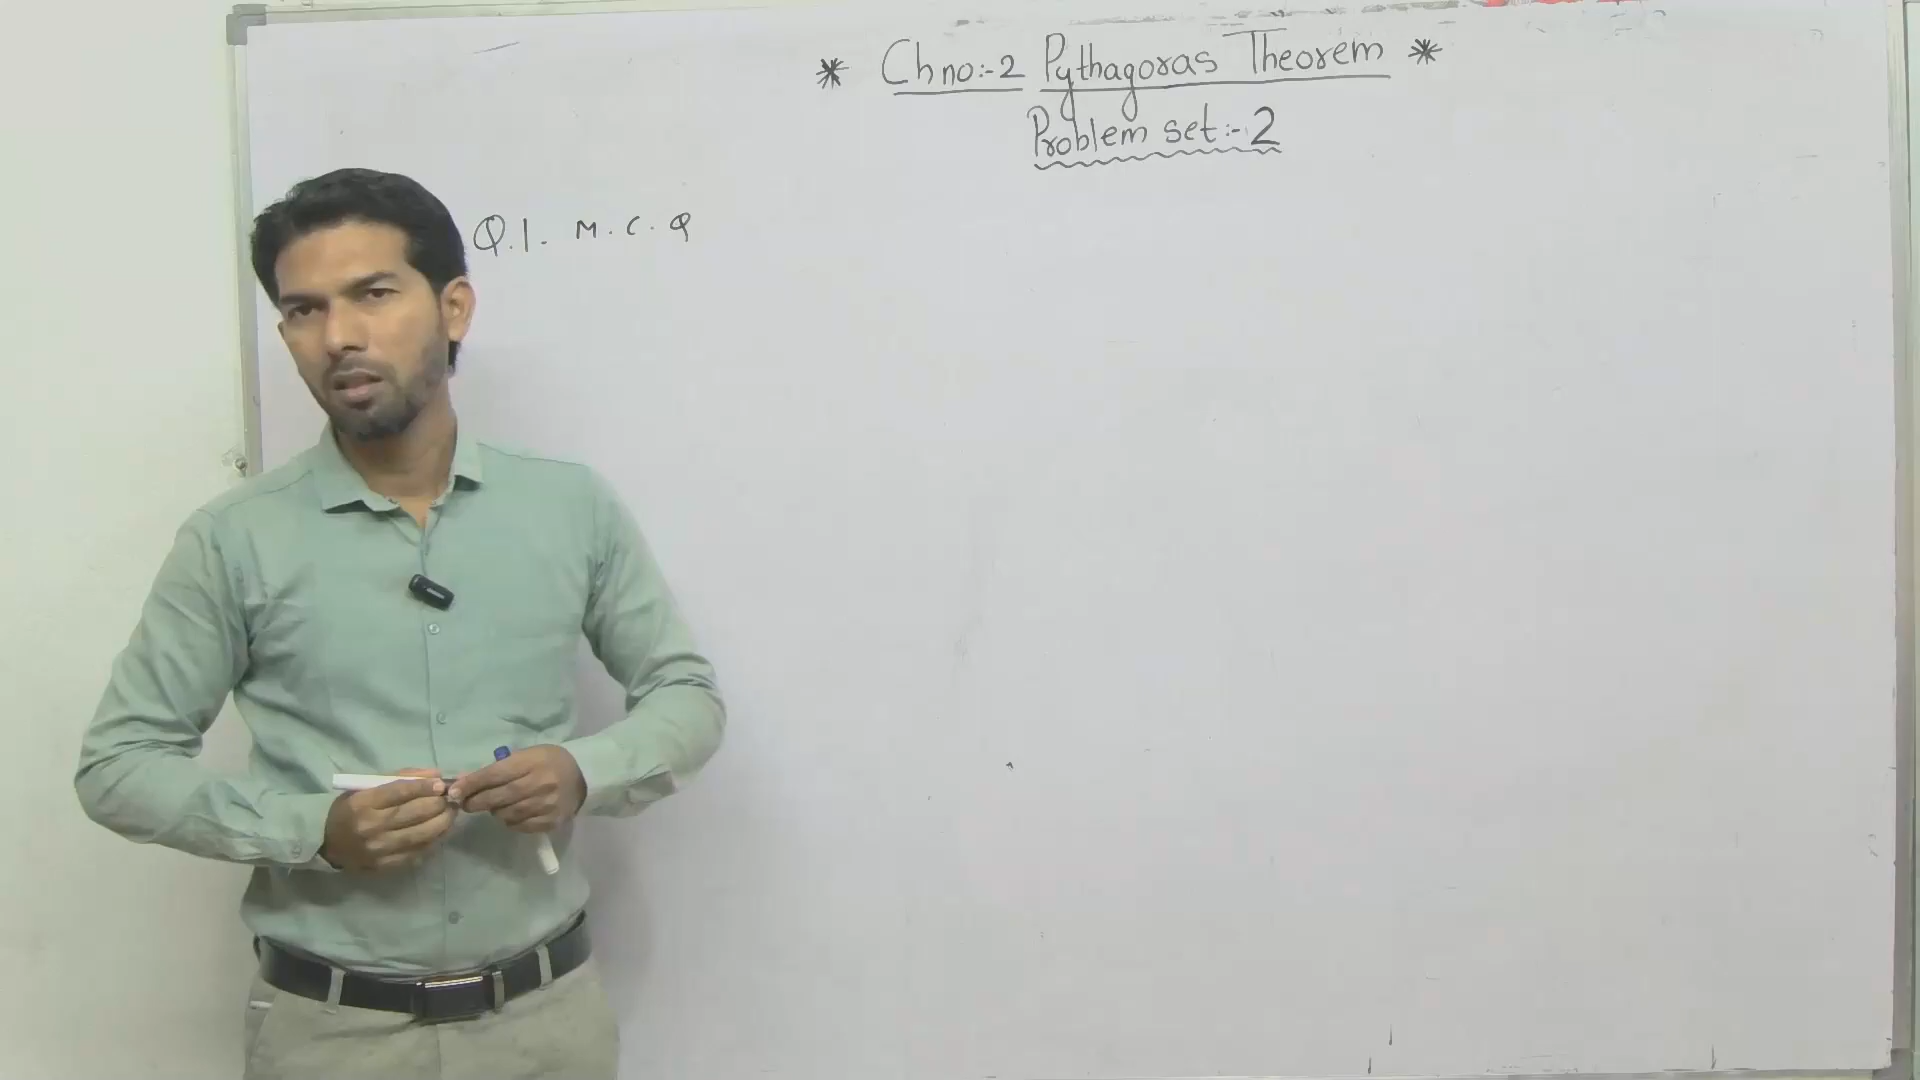 * Ch no:- 2 Pythagoras Theorem *
Problem set:- 2
Q.1. M.C.Q